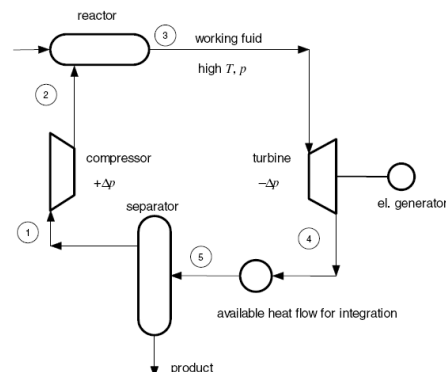 reactor
3
working fuid
high T, p
2
compressor
+Δp
turbine
−Δp
el. generator
separator
1
4
5
available heat flow for integration
product